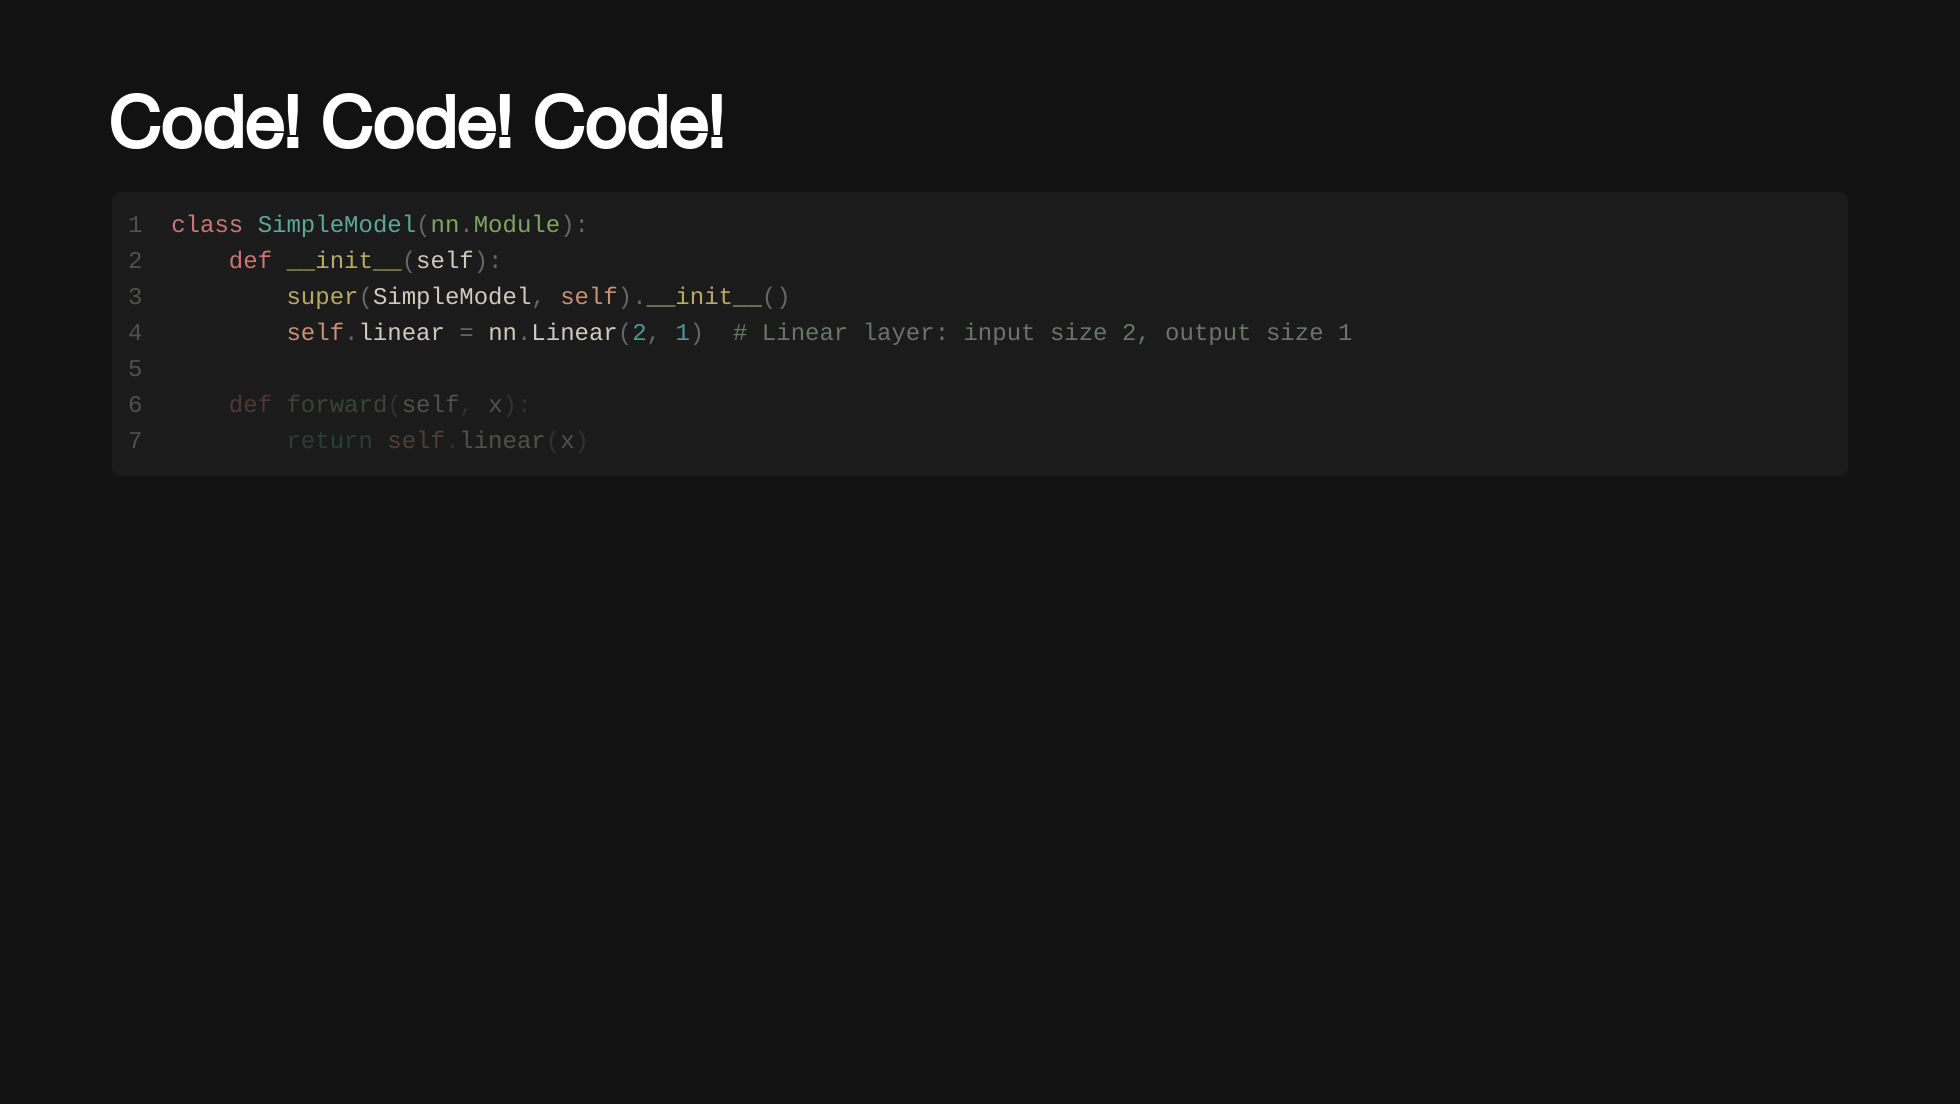 Code! Code! Code!
1 class SimpleModel(nn.Module):
2     def __init__(self):
3         super(SimpleModel, self).__init__()
4         self.linear = nn.Linear(2, 1)  # Linear layer: input size 2, output size 1
5
6     def forward(self, x):
7         return self.linear(x)